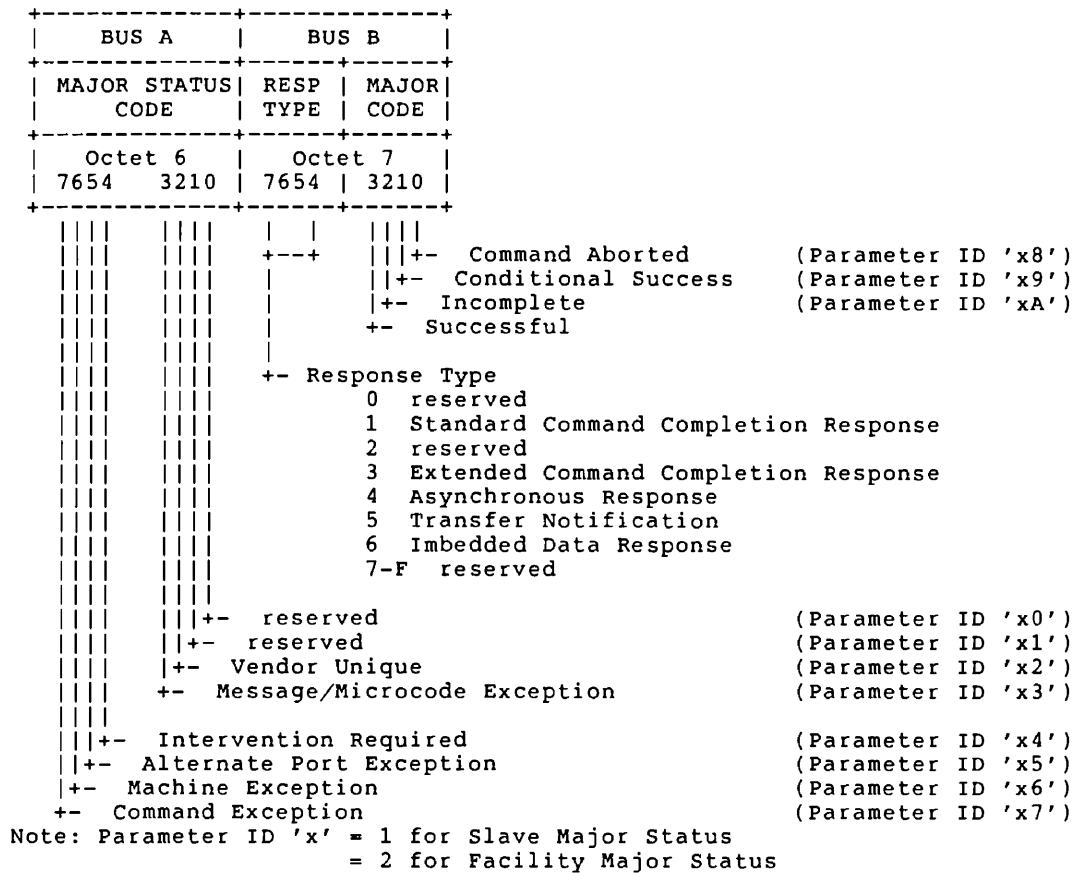 BUS A | BUS B
MAJOR STATUS | RESP | MAJOR
CODE | TYPE | CODE
Octet 6 | Octet 7
7654 3210 | 7654 | 3210
Command Aborted (Parameter ID 'x8')
Conditional Success (Parameter ID 'x9')
Incomplete (Parameter ID 'xA')
Successful
Response Type
0 reserved
1 Standard Command Completion Response
2 reserved
3 Extended Command Completion Response
4 Asynchronous Response
5 Transfer Notification
6 Imbedded Data Response
7-F reserved
reserved (Parameter ID 'x0')
reserved (Parameter ID 'x1')
Vendor Unique (Parameter ID 'x2')
Message/Microcode Exception (Parameter ID 'x3')
Intervention Required (Parameter ID 'x4')
Alternate Port Exception (Parameter ID 'x5')
Machine Exception (Parameter ID 'x6')
Command Exception (Parameter ID 'x7')
Note: Parameter ID 'x' = 1 for Slave Major Status
= 2 for Facility Major Status